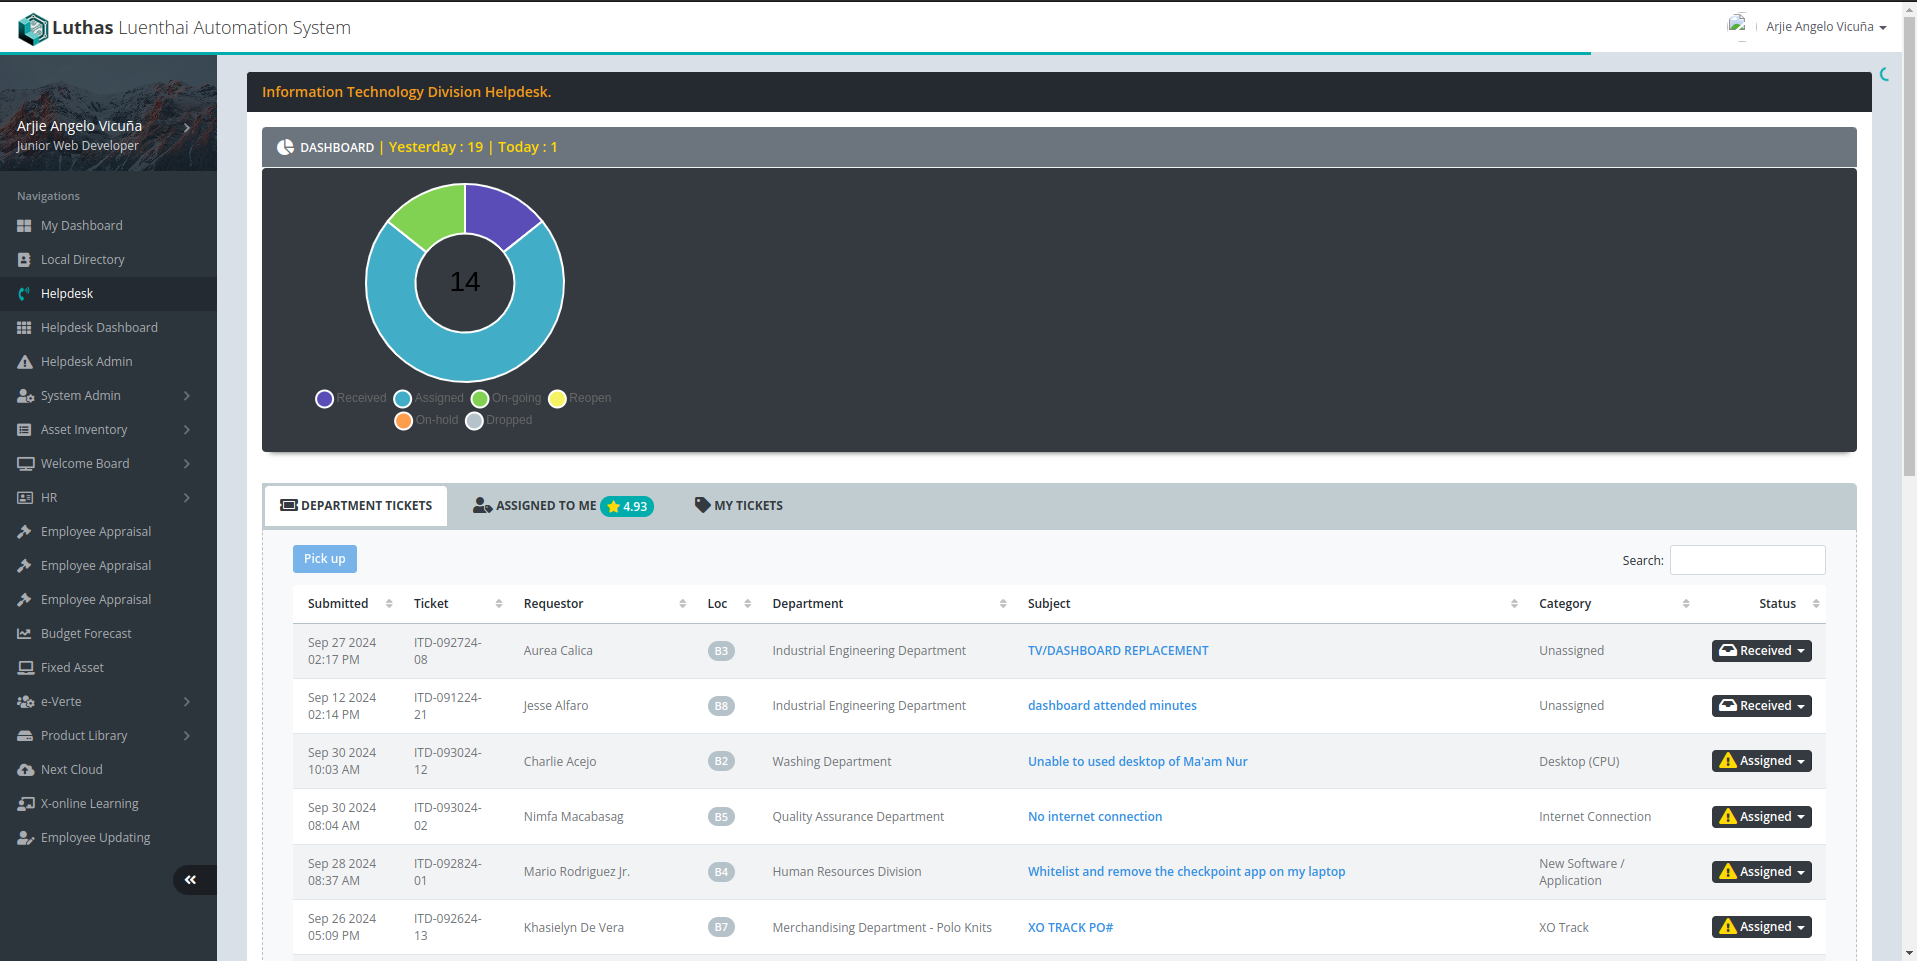 Luthas Luenthai Automation System
Arjie Angelo Vicuña
Arjie Angelo Vicuña
Junior Web Developer
Navigations
My Dashboard
Local Directory
Helpdesk
Helpdesk Dashboard
Helpdesk Admin
System Admin
Asset Inventory
Welcome Board
HR
Employee Appraisal
Employee Appraisal
Employee Appraisal
Budget Forecast
Fixed Asset
e-Verte
Product Library
Next Cloud
X-online Learning
Employee Updating
Information Technology Division Helpdesk.
DASHBOARD | Yesterday : 19 | Today : 1
14
Received Assigned On-going Reopen
On-hold Dropped
DEPARTMENT TICKETS ASSIGNED TO ME 4.93 MY TICKETS
Pick up Search:
Submitted Ticket Requestor Loc Department Subject Category Status
Sep 27 2024 02:17 PM ITD-092724-08 Aurea Calica B3 Industrial Engineering Department TV/DASHBOARD REPLACEMENT Unassigned Received
Sep 12 2024 02:14 PM ITD-091224-21 Jesse Alfaro B8 Industrial Engineering Department dashboard attended minutes Unassigned Received
Sep 30 2024 10:03 AM ITD-093024-12 Charlie Acejo B2 Washing Department Unable to used desktop of Ma'am Nur Desktop (CPU) Assigned
Sep 30 2024 08:04 AM ITD-093024-02 Nimfa Macabasag B5 Quality Assurance Department No internet connection Internet Connection Assigned
Sep 28 2024 08:37 AM ITD-092824-01 Mario Rodriguez Jr. B4 Human Resources Division Whitelist and remove the checkpoint app on my laptop New Software / Application Assigned
Sep 26 2024 05:09 PM ITD-092624-13 Khasielyn De Vera B7 Merchandising Department - Polo Knits XO TRACK PO# XO Track Assigned